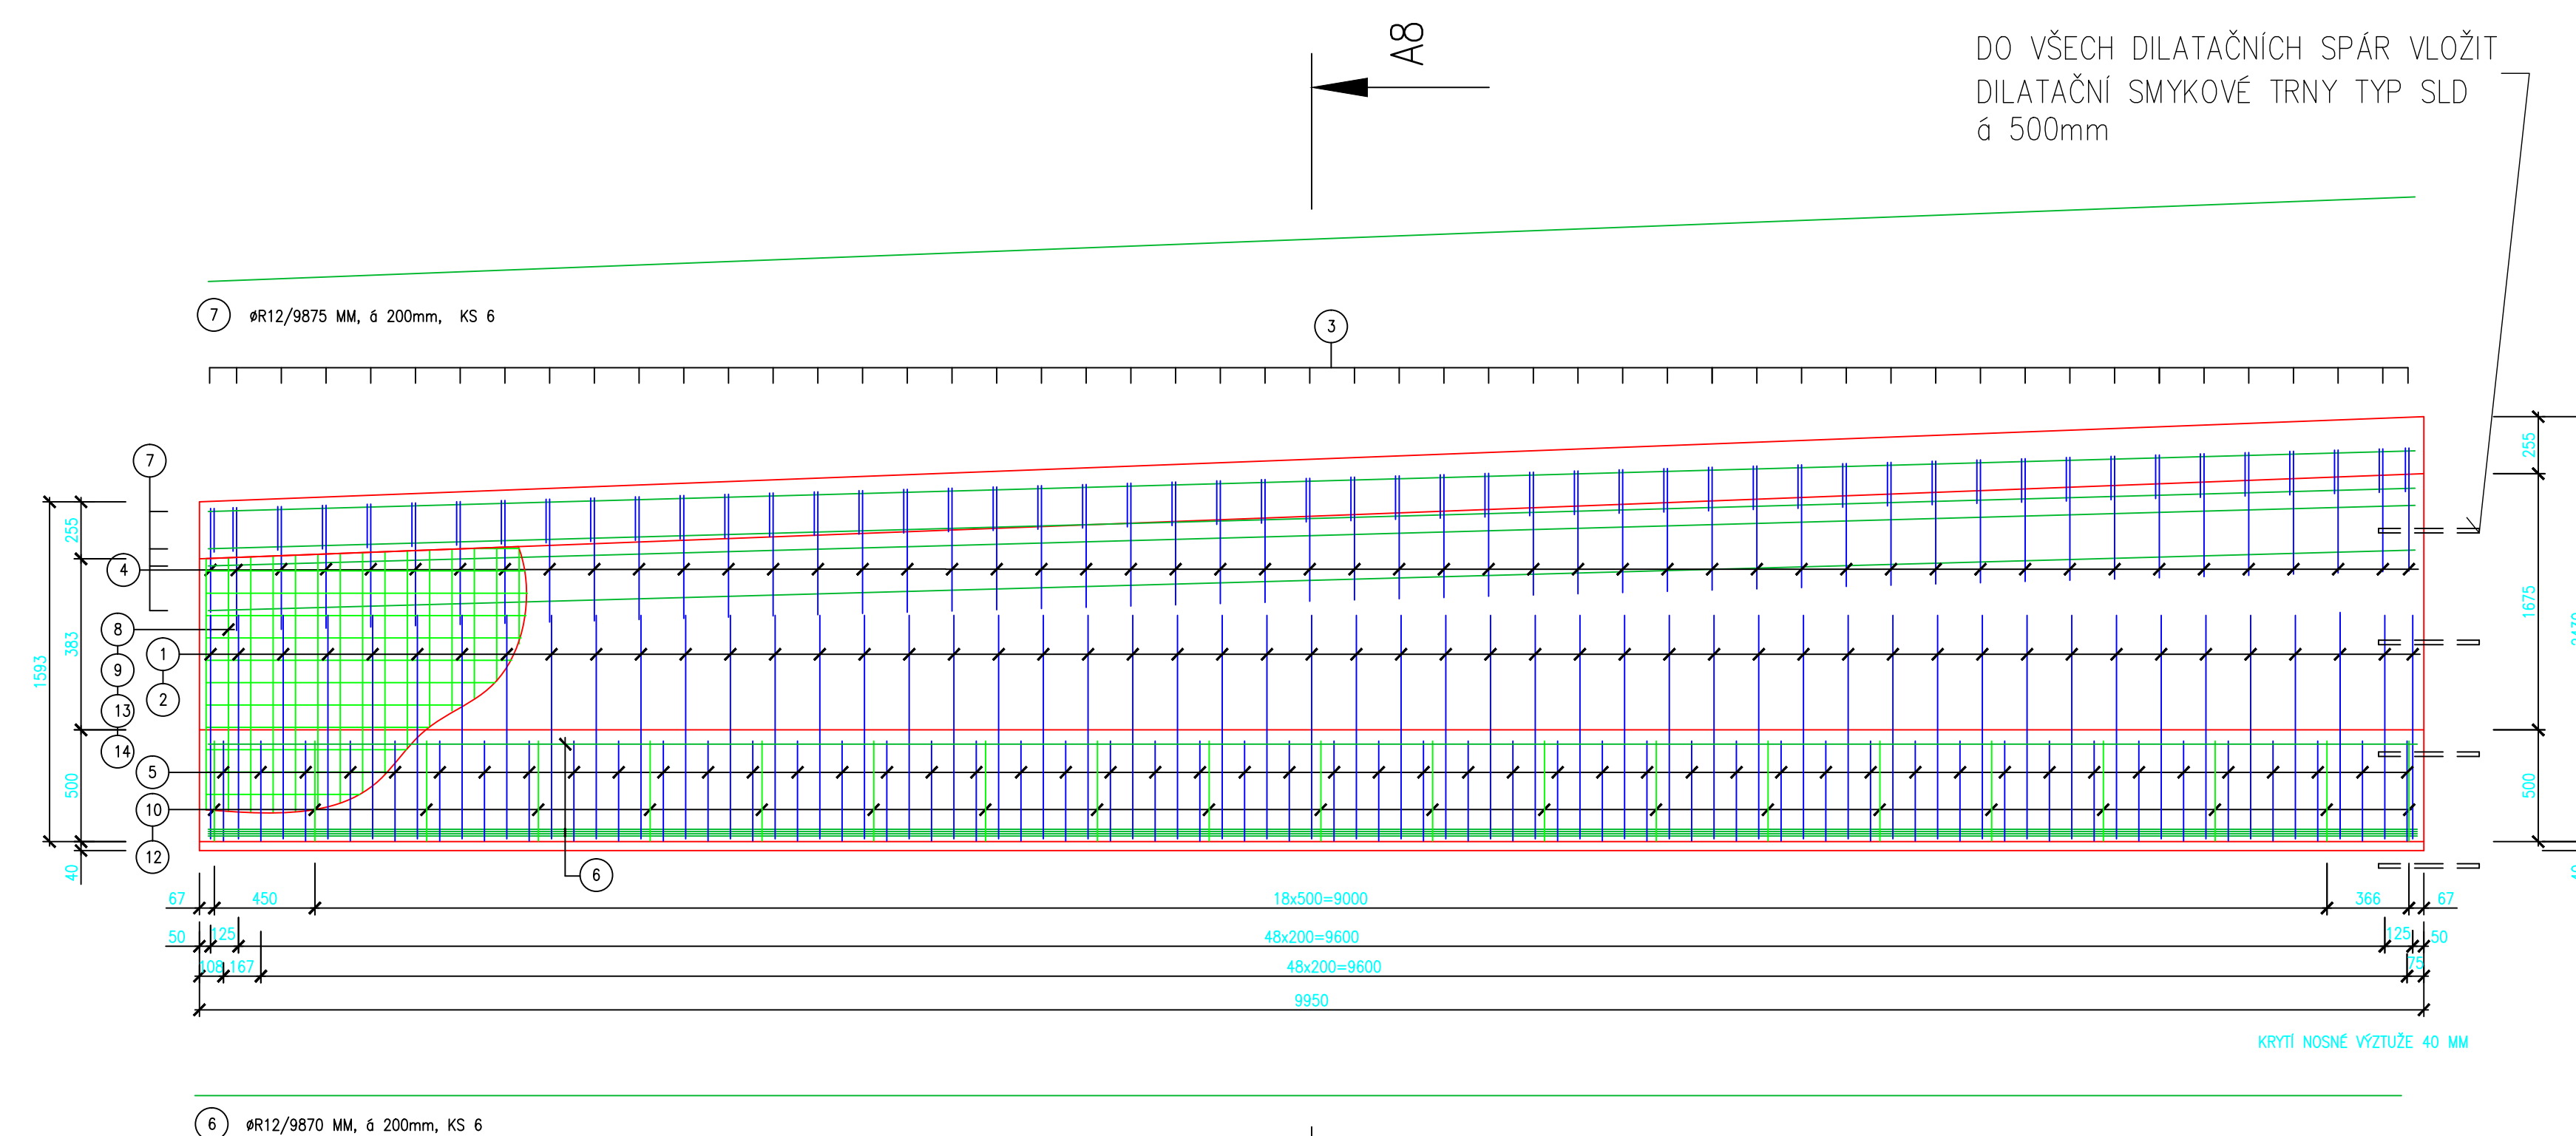 A8
DO VŠECH DILATAČNÍCH SPÁR VLOŽIT
DILATAČNÍ SMYKOVÉ TRNY TYP SLD
á 500mm
7 øR12/9875 MM, á 200mm, KS 6
3
7
4
8
9
13
14
1
2
5
10
12
6
1593
255
383
500
40
255
1675
500
67 450 18x500=9000 366 67
50 125 48x200=9600 125 50
108 167 48x200=9600 75
9950
KRYTÍ NOSNÉ VÝZTUŽE 40 MM
6 øR12/9870 MM, á 200mm, KS 6